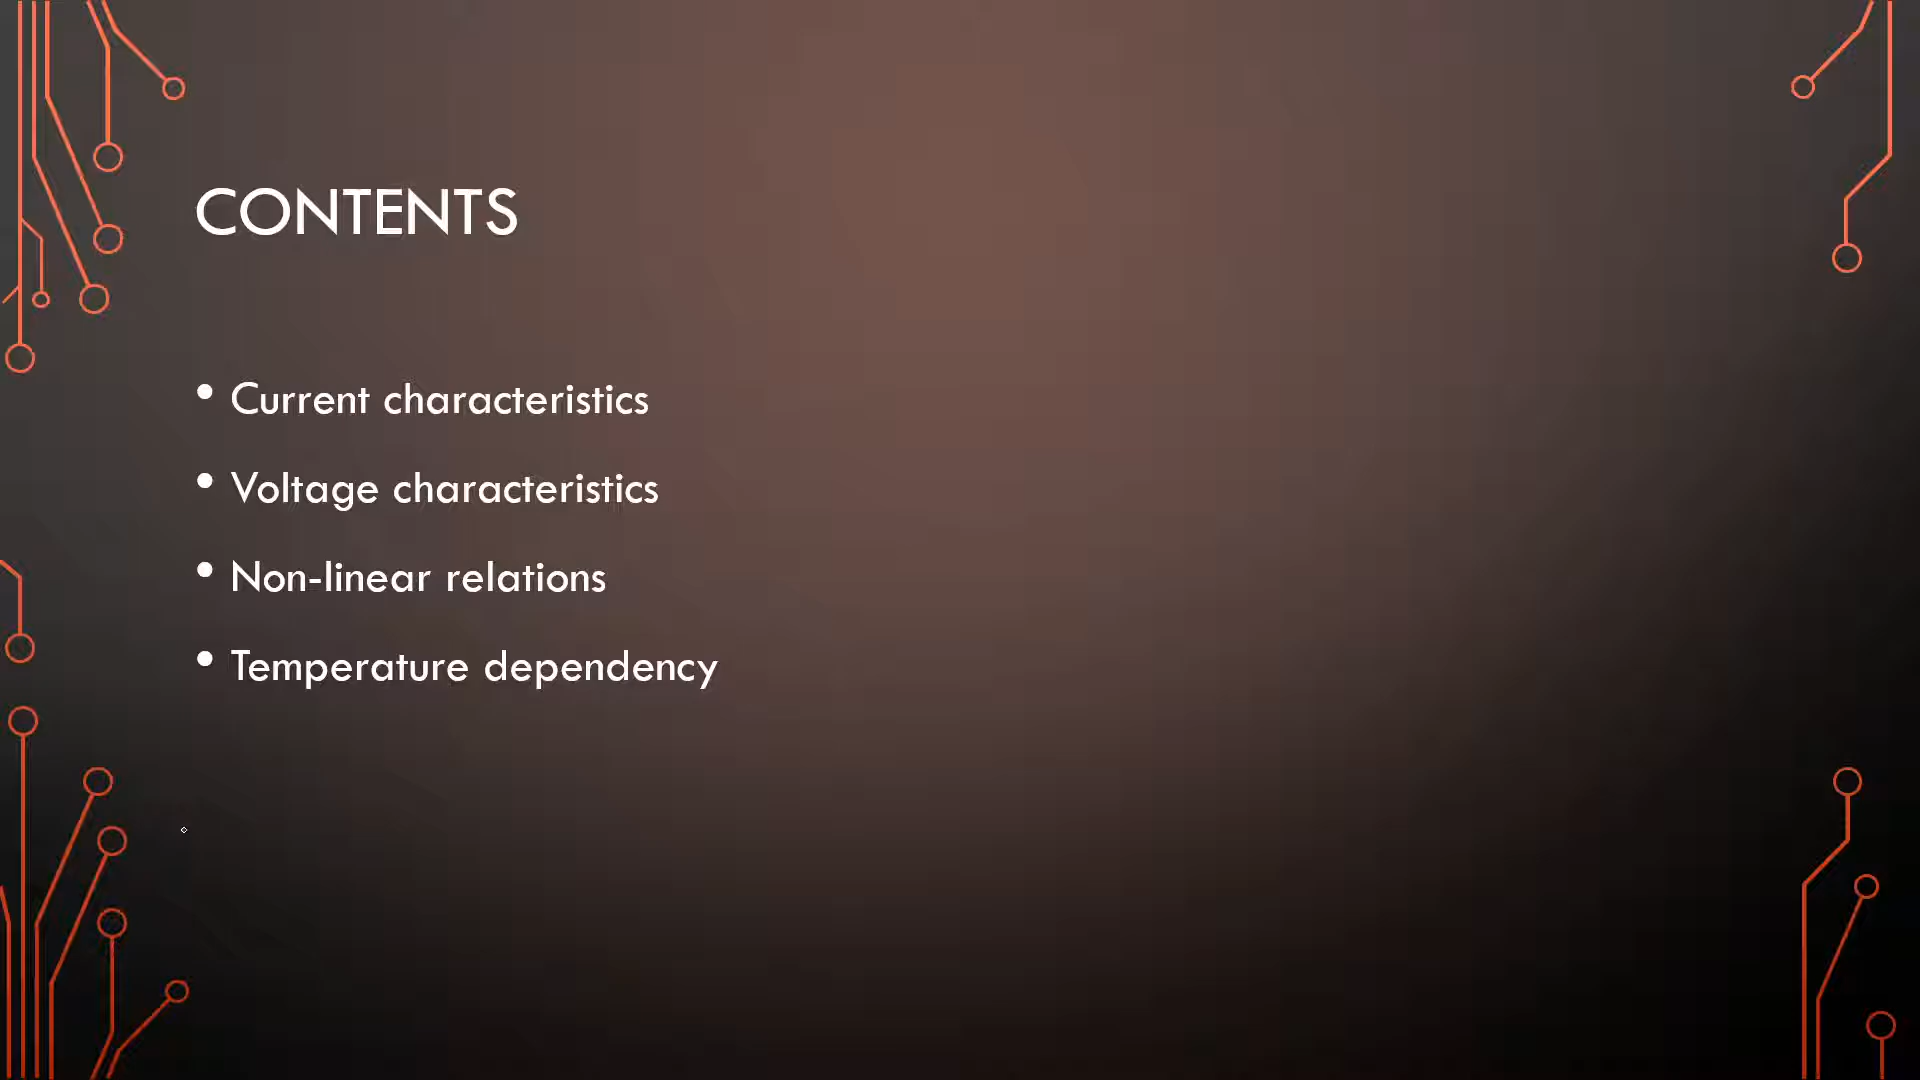 CONTENTS
• Current characteristics
• Voltage characteristics
• Non-linear relations
• Temperature dependency